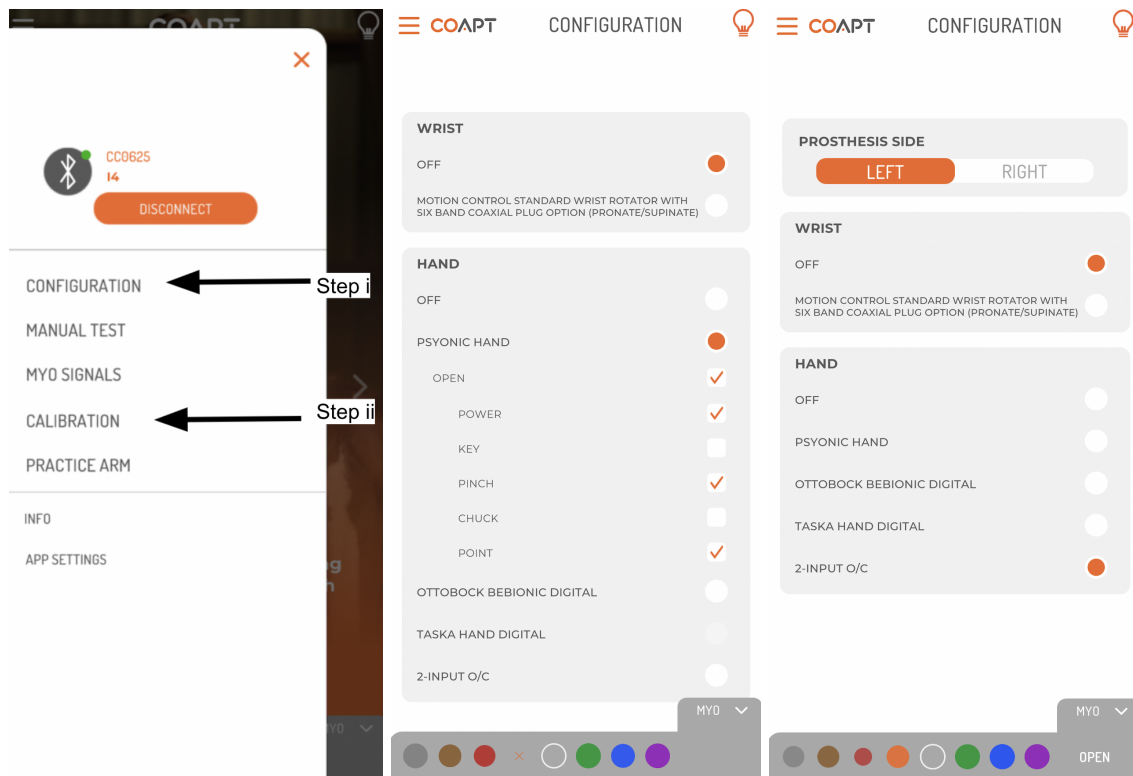 COAPT
CC0625
I4
DISCONNECT
CONFIGURATION
Step i
MANUAL TEST
MYO SIGNALS
CALIBRATION
Step ii
PRACTICE ARM
INFO
APP SETTINGS
MYO
COAPT
CONFIGURATION
WRIST
OFF
MOTION CONTROL STANDARD WRIST ROTATOR WITH
SIX BAND COAXIAL PLUG OPTION (PRONATE/SUPINATE)
HAND
OFF
PSYONIC HAND
OPEN
POWER
KEY
PINCH
CHUCK
POINT
OTTOBOCK BEBIONIC DIGITAL
TASKA HAND DIGITAL
2-INPUT O/C
MYO
COAPT
CONFIGURATION
PROSTHESIS SIDE
LEFT RIGHT
WRIST
OFF
MOTION CONTROL STANDARD WRIST ROTATOR WITH
SIX BAND COAXIAL PLUG OPTION (PRONATE/SUPINATE)
HAND
OFF
PSYONIC HAND
OTTOBOCK BEBIONIC DIGITAL
TASKA HAND DIGITAL
2-INPUT O/C
MYO
OPEN